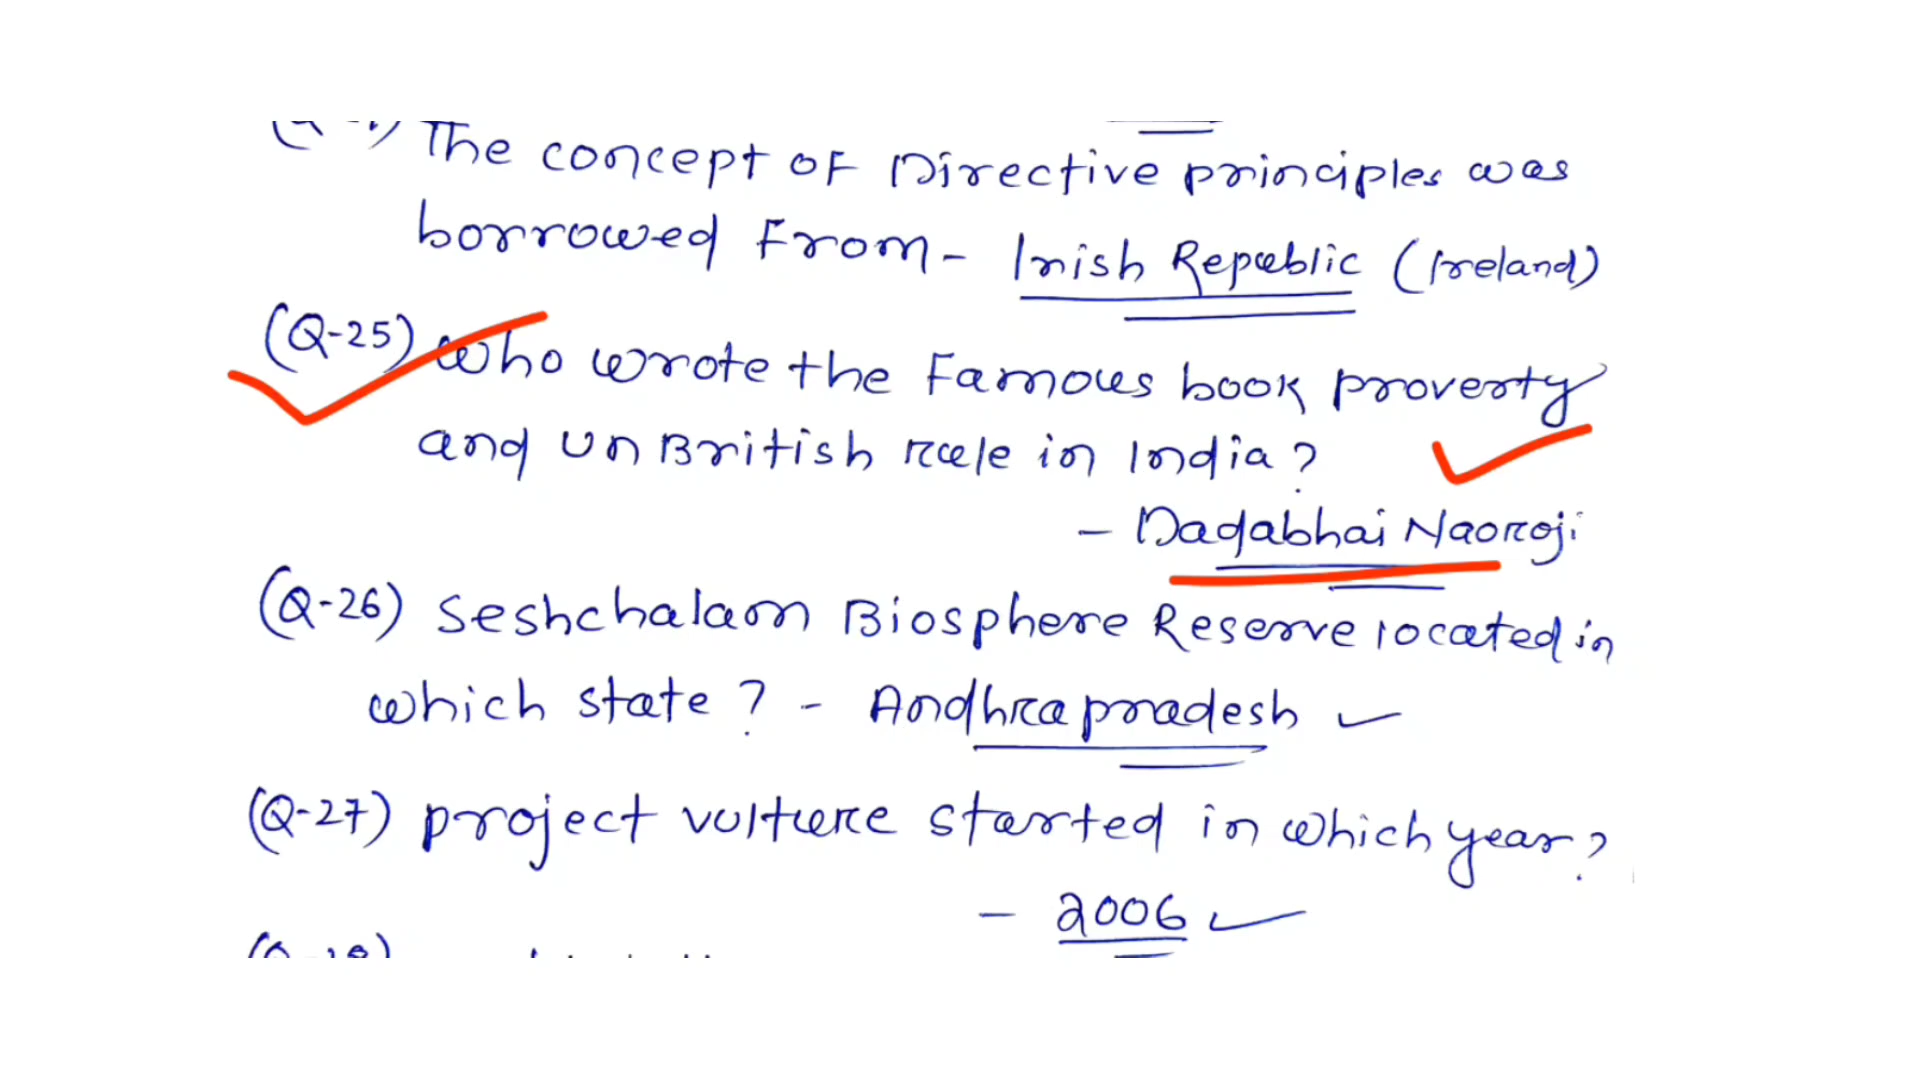 The concept of Directive principles was
borrowed From - Irish Republic (Ireland)
(Q-25) Who wrote the Famous book proverty
and un British Rule in India?
- Dadabhai Naoroji
(Q-26) Seshchalam Biosphere Reserve located in
which state? - Andhra pradesh
(Q-27) project vulture started in which year?
- 2006